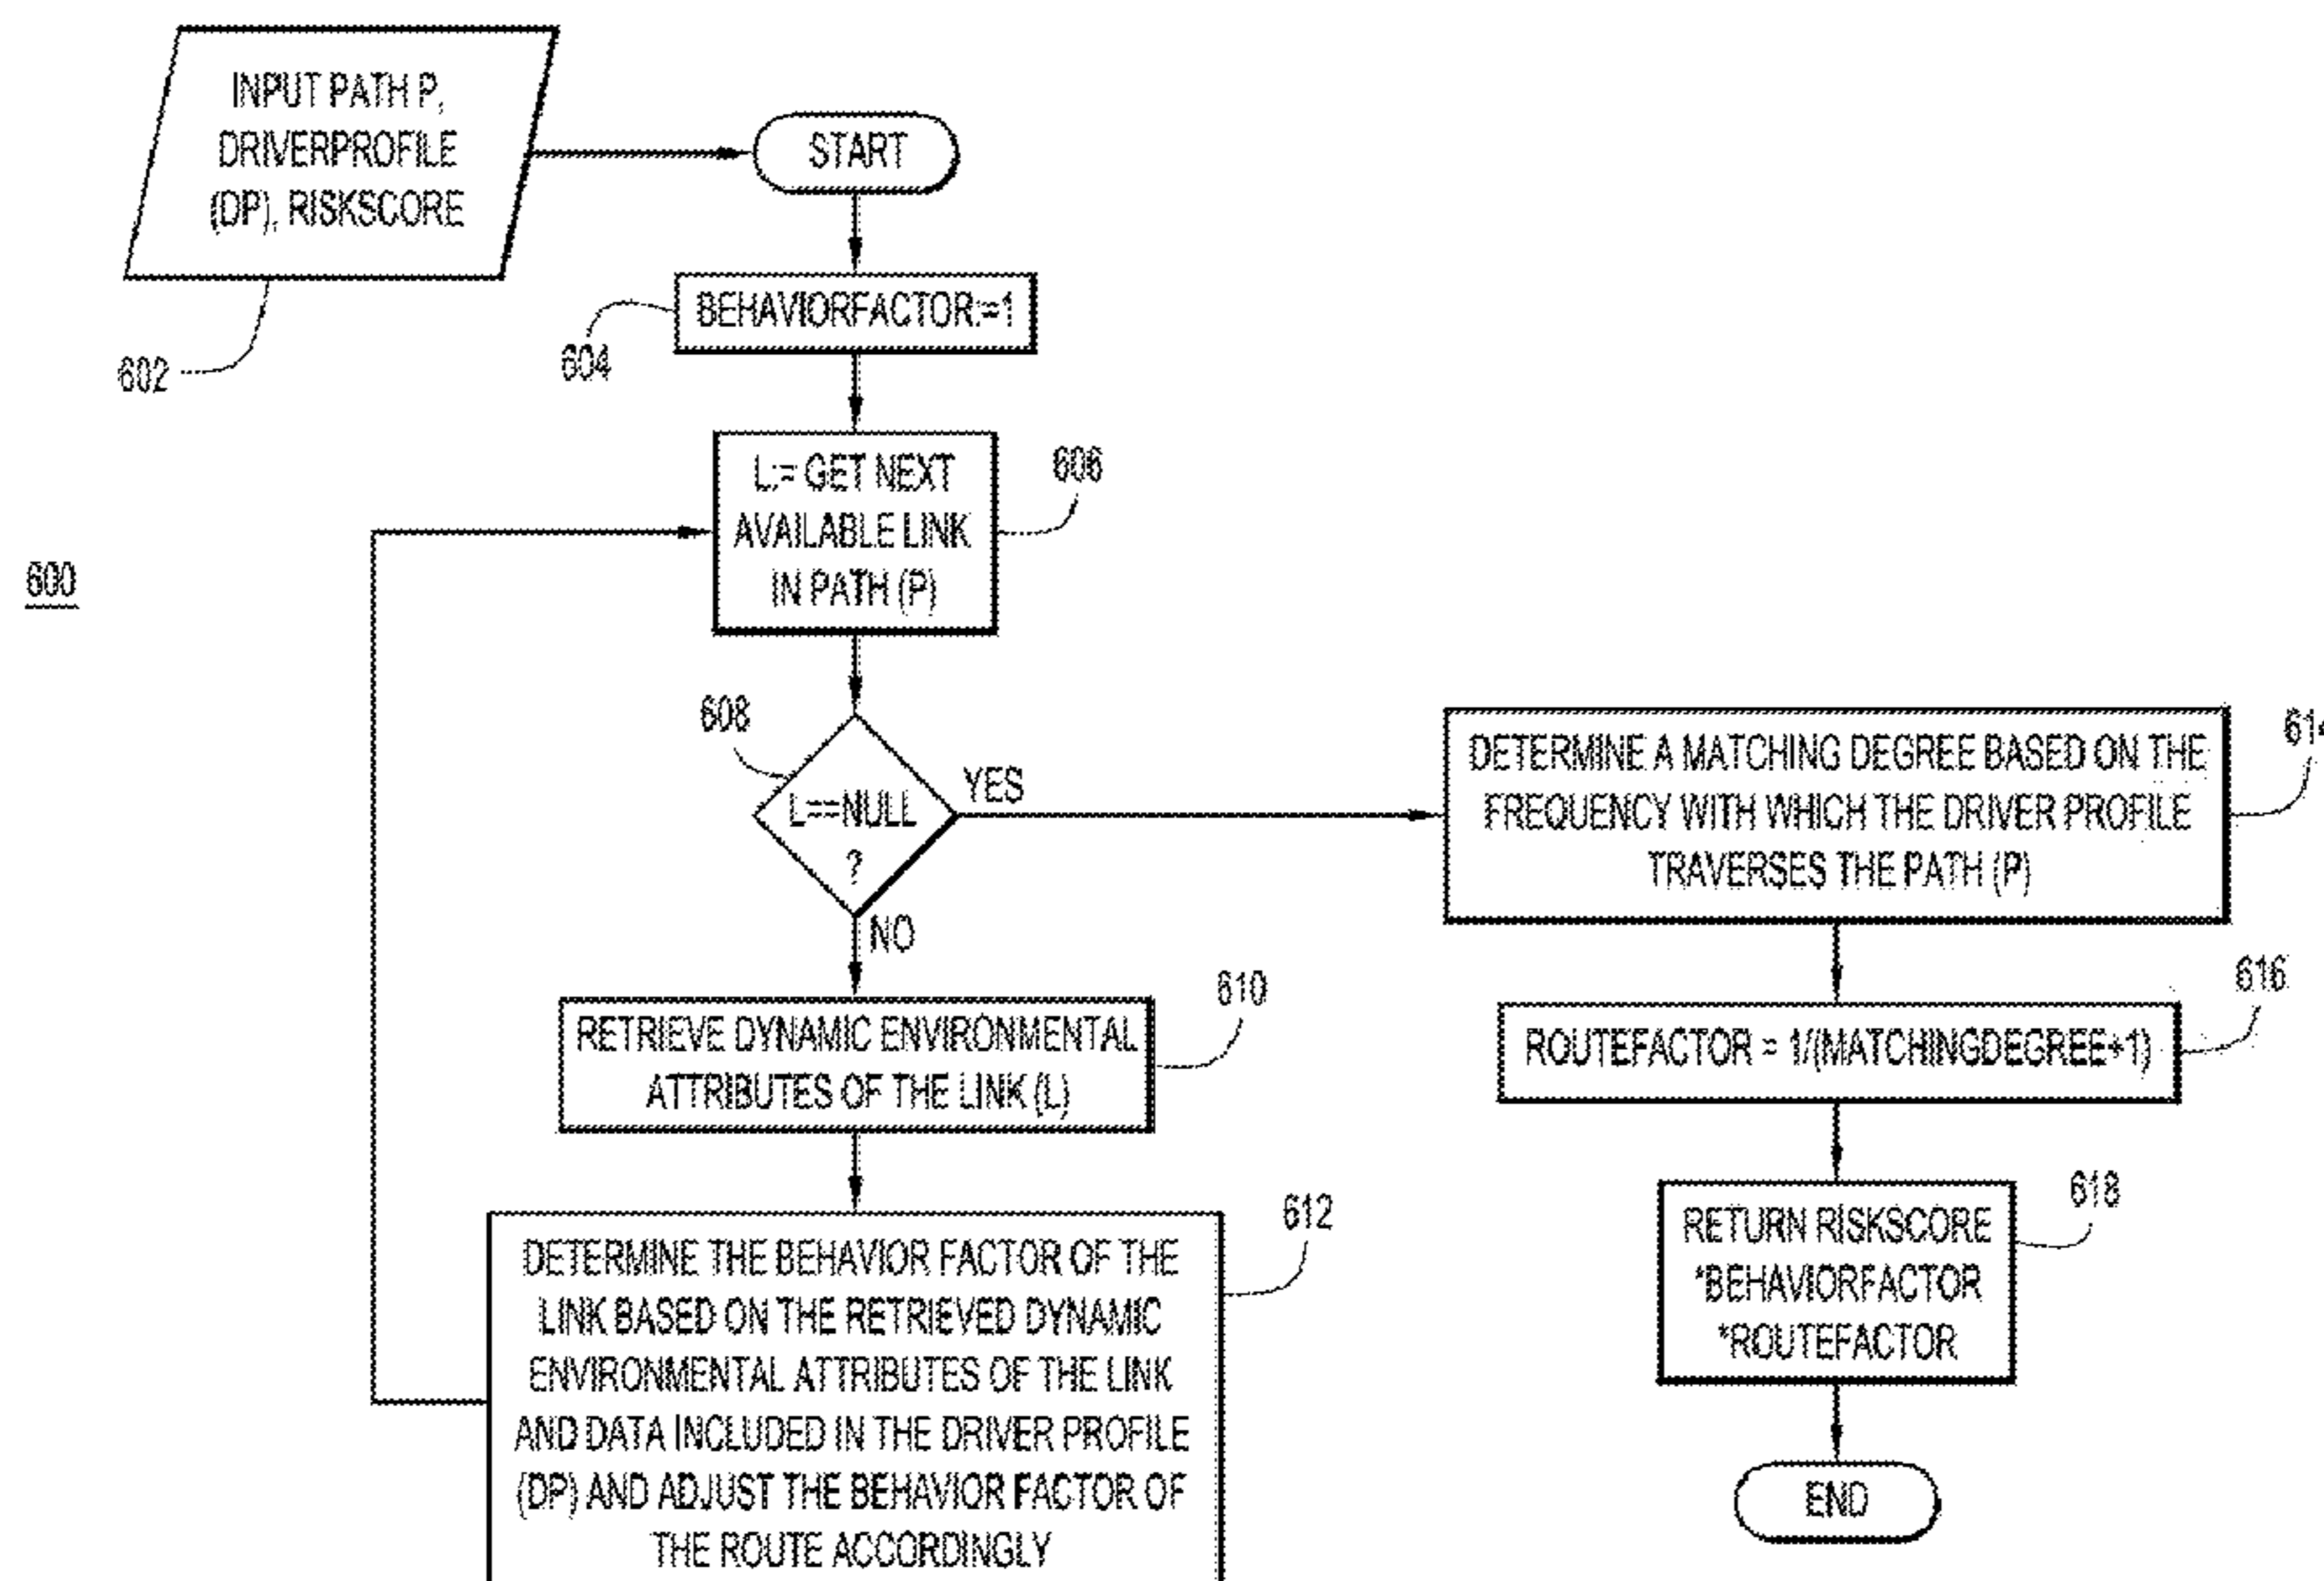 INPUT PATH P,
DRIVERPROFILE
(DP), RISKSCORE
602
START
BEHAVIORFACTOR:=1
604
L:= GET NEXT
AVAILABLE LINK
IN PATH (P)
606
600
608
L==NULL
?
YES
NO
RETRIEVE DYNAMIC ENVIRONMENTAL
ATTRIBUTES OF THE LINK (L)
610
DETERMINE THE BEHAVIOR FACTOR OF THE
LINK BASED ON THE RETRIEVED DYNAMIC
ENVIRONMENTAL ATTRIBUTES OF THE LINK
AND DATA INCLUDED IN THE DRIVER PROFILE
(DP) AND ADJUST THE BEHAVIOR FACTOR OF
THE ROUTE ACCORDINGLY
612
DETERMINE A MATCHING DEGREE BASED ON THE
FREQUENCY WITH WHICH THE DRIVER PROFILE
TRAVERSES THE PATH (P)
614
ROUTEFACTOR = 1/(MATCHINGDEGREE+1)
616
RETURN RISKSCORE
*BEHAVIORFACTOR
*ROUTEFACTOR
618
END